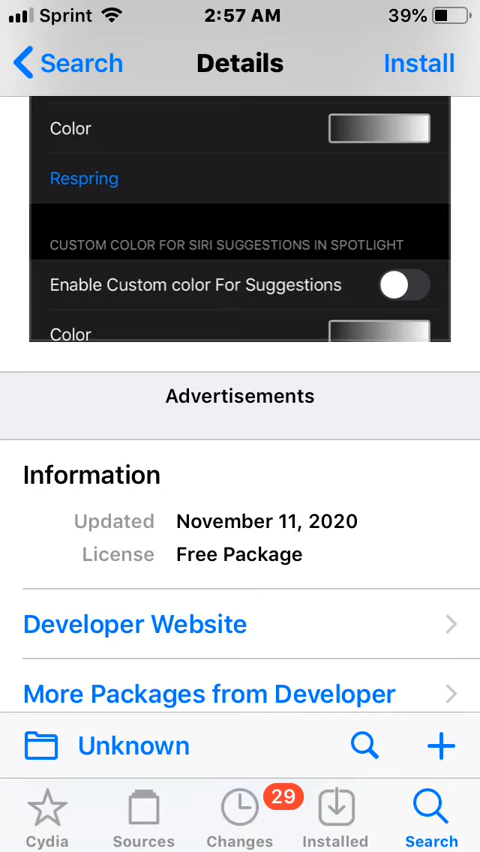 Sprint 2:57 AM 39%
Search Details Install
Color
Respring
CUSTOM COLOR FOR SIRI SUGGESTIONS IN SPOTLIGHT
Enable Custom color For Suggestions
Color
Advertisements
Information
Updated November 11, 2020
License Free Package
Developer Website
More Packages from Developer
Unknown
29
Cydia Sources Changes Installed Search